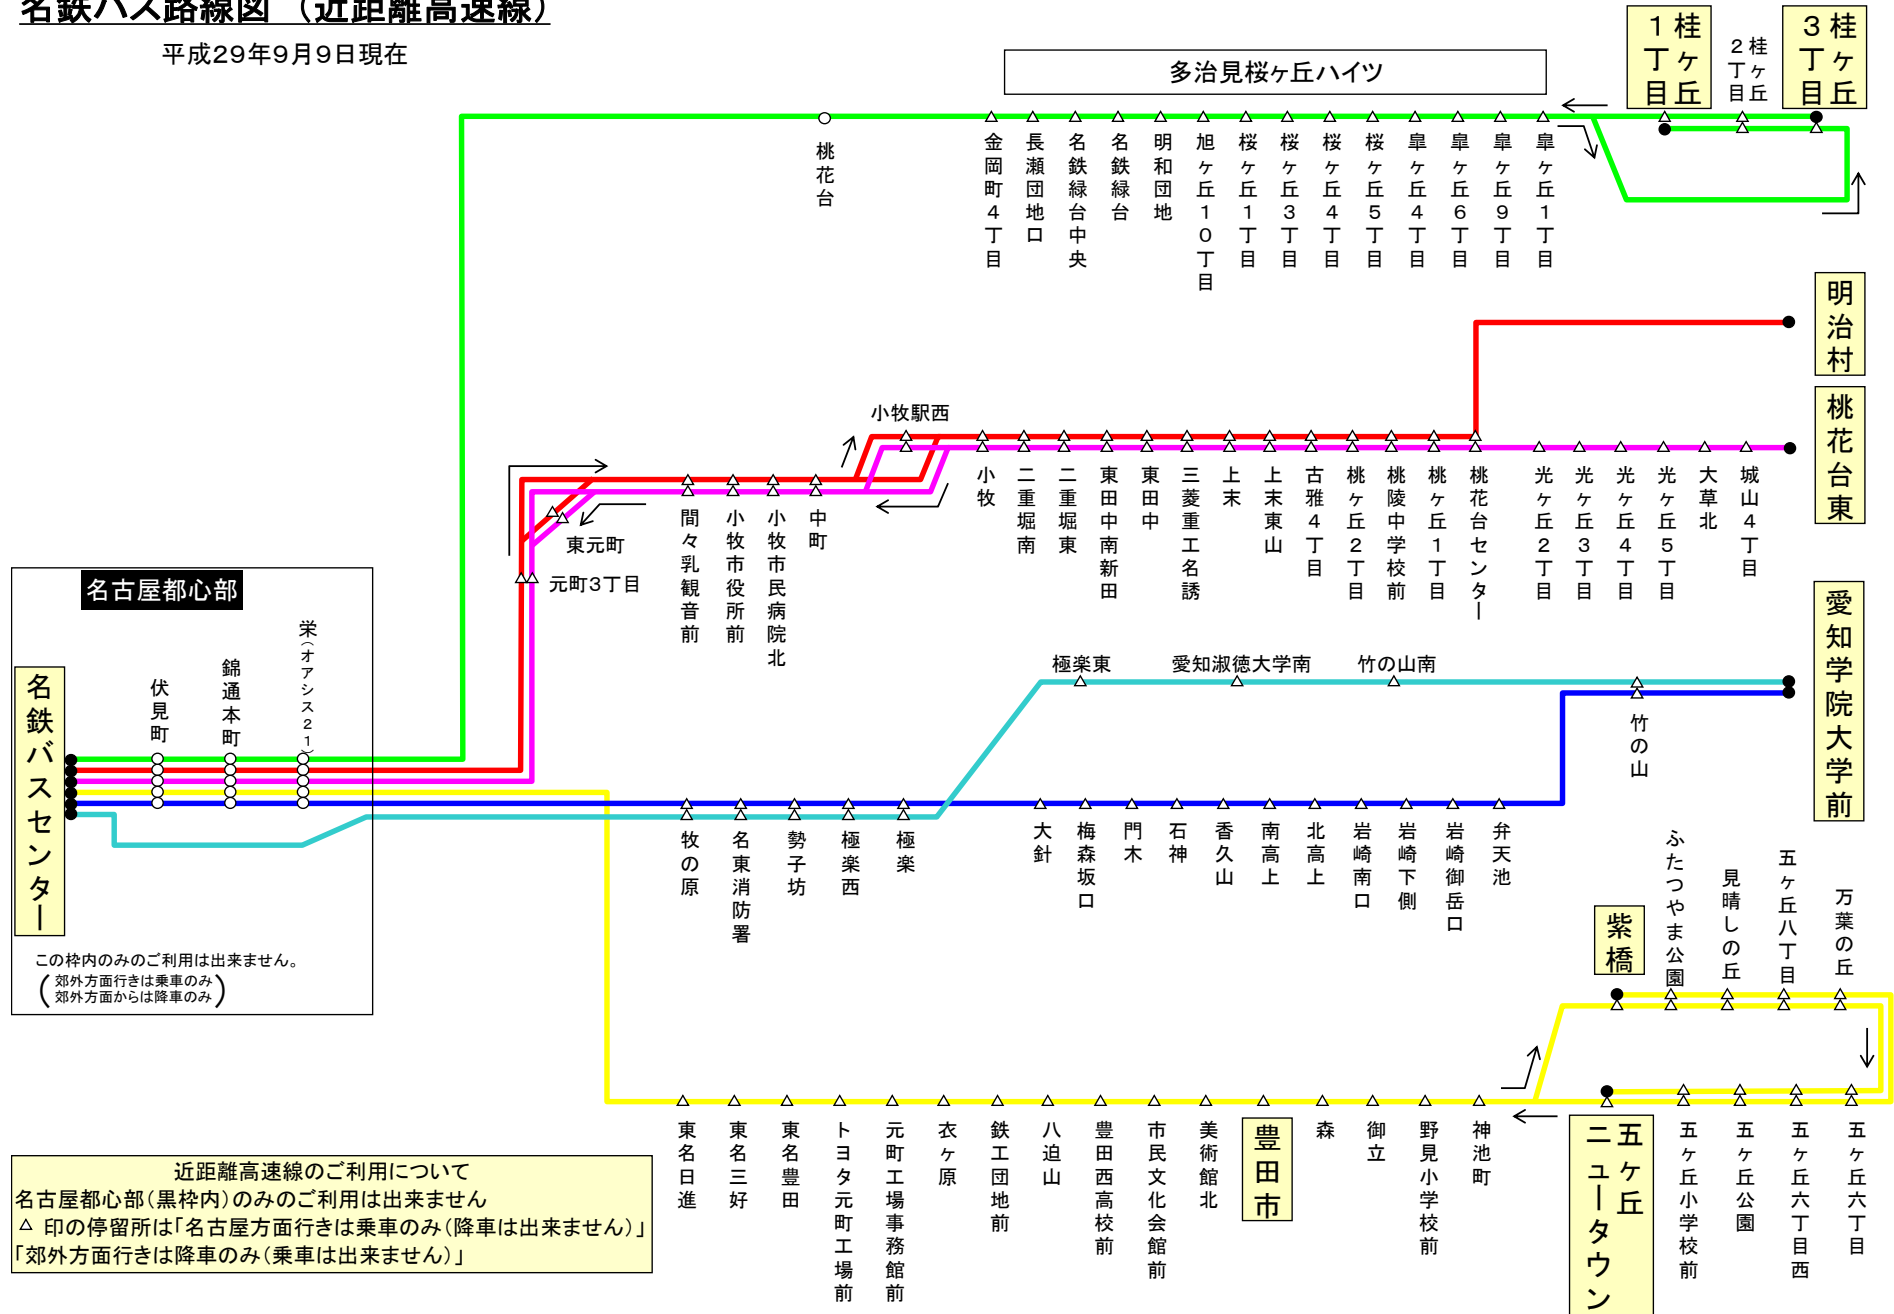 名鉄バス路線図 (近距離高速線)
平成29年9月9日現在
多治見桜ヶ丘ハイツ
桂ヶ丘
1丁目
桂ヶ丘
2丁目
桂ヶ丘
3丁目
桃花台
金岡町4丁目
長瀬団地口
名鉄緑台中央
名鉄緑台
明和団地
旭ヶ丘10丁目
桜ヶ丘1丁目
桜ヶ丘3丁目
桜ヶ丘4丁目
桜ヶ丘5丁目
皐ヶ丘4丁目
皐ヶ丘6丁目
皐ヶ丘9丁目
皐ヶ丘1丁目
明治村
桃花台東
小牧駅西
小牧
二重堀南
二重堀東
東田中南新田
東田中
三菱重工名誘
上末
上末東山
古雅4丁目
桃ヶ丘2丁目
桃陵中学校前
桃ヶ丘1丁目
桃花台センター
光ヶ丘2丁目
光ヶ丘3丁目
光ヶ丘4丁目
光ヶ丘5丁目
大草北
城山4丁目
間々乳観音前
小牧市役所前
小牧市民病院北
中町
東元町
元町3丁目
名古屋都心部
名鉄バスセンター
伏見町
錦通本町
栄(オアシス21)
この枠内のみのご利用は出来ません。
(郊外方面行きは乗車のみ
郊外方面からは降車のみ)
愛知学院大学前
極楽東
愛知淑徳大学南
竹の山南
竹の山
牧の原
名東消防署
勢子坊
極楽西
極楽
大針
梅森坂口
門木
石神
香久山
南高上
北高上
岩崎南口
岩崎下側
岩崎御岳口
弁天池
紫橋
ふたつやま公園
見晴しの丘
五ヶ丘八丁目
万葉の丘
東名日進
東名三好
東名豊田
トヨタ元町工場前
元町工場事務館前
衣ヶ原
鉄工団地前
八迫山
豊田西高校前
市民文化会館前
美術館北
豊田市
森
御立
野見小学校前
神池町
五ヶ丘
ニュータウン
五ヶ丘小学校前
五ヶ丘公園
五ヶ丘六丁目西
五ヶ丘六丁目
近距離高速線のご利用について
名古屋都心部(黒枠内)のみのご利用は出来ません
△ 印の停留所は「名古屋方面行きは乗車のみ(降車は出来ません)」
「郊外方面行きは降車のみ(乗車は出来ません)」